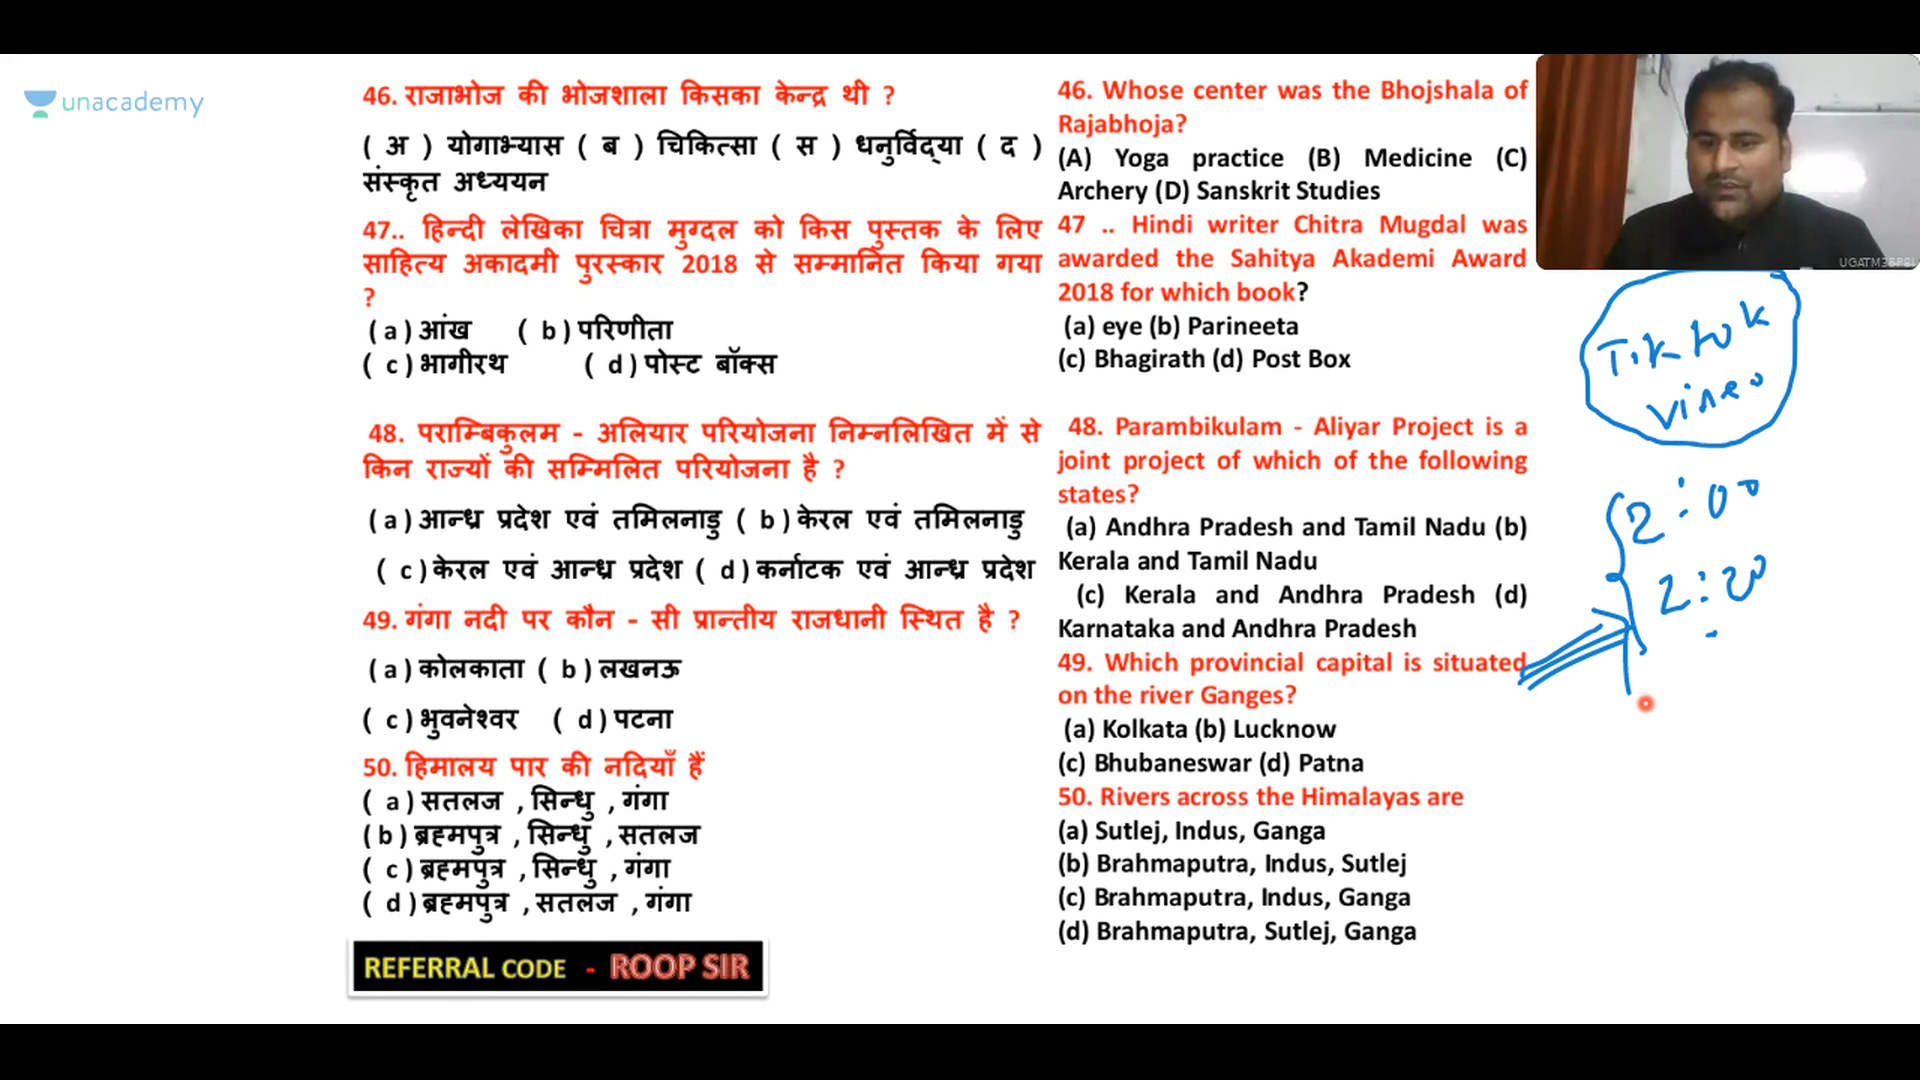 unacademy
46. राजाभोज की भोजशाला किसका केन्द्र थी ?
( अ ) योगाभ्यास ( ब ) चिकित्सा ( स ) धनुर्विद्या ( द )
संस्कृत अध्ययन
47.. हिन्दी लेखिका चित्रा मुग्दल को किस पुस्तक के लिए
साहित्य अकादमी पुरस्कार 2018 से सम्मानित किया गया
?
( a ) आंख ( b ) परिणीता
( c ) भागीरथ ( d ) पोस्ट बॉक्स
48. पराम्बिकुलम - अलियार परियोजना निम्नलिखित में से
किन राज्यों की सम्मिलित परियोजना है ?
( a ) आन्ध्र प्रदेश एवं तमिलनाडु ( b ) केरल एवं तमिलनाडु
( c ) केरल एवं आन्ध्र प्रदेश ( d ) कर्नाटक एवं आन्ध्र प्रदेश
49. गंगा नदी पर कौन - सी प्रान्तीय राजधानी स्थित है ?
( a ) कोलकाता ( b ) लखनऊ
( c ) भुवनेश्वर ( d ) पटना
50. हिमालय पार की नदियाँ हैं
( a ) सतलज , सिन्धु , गंगा
( b ) ब्रह्मपुत्र , सिन्धु , सतलज
( c ) ब्रह्मपुत्र , सिन्धु , गंगा
( d ) ब्रह्मपुत्र , सतलज , गंगा
REFERRAL CODE - ROOP SIR
46. Whose center was the Bhojshala of
Rajabhoja?
(A) Yoga practice (B) Medicine (C)
Archery (D) Sanskrit Studies
47 .. Hindi writer Chitra Mugdal was
awarded the Sahitya Akademi Award
2018 for which book?
(a) eye (b) Parineeta
(c) Bhagirath (d) Post Box
48. Parambikulam - Aliyar Project is a
joint project of which of the following
states?
(a) Andhra Pradesh and Tamil Nadu (b)
Kerala and Tamil Nadu
(c) Kerala and Andhra Pradesh (d)
Karnataka and Andhra Pradesh
49. Which provincial capital is situated
on the river Ganges?
(a) Kolkata (b) Lucknow
(c) Bhubaneswar (d) Patna
50. Rivers across the Himalayas are
(a) Sutlej, Indus, Ganga
(b) Brahmaputra, Indus, Sutlej
(c) Brahmaputra, Indus, Ganga
(d) Brahmaputra, Sutlej, Ganga
Tiktok
2:00
2:20